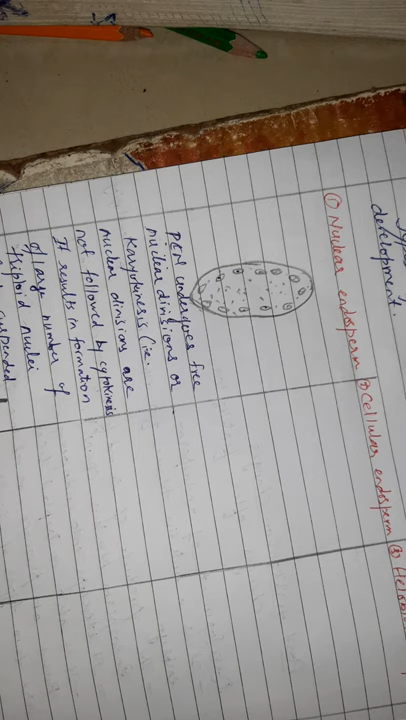 development.
① Nuclear endosperm ② Cellular endosperm ③
PEN undergoes free
nuclear divisions or
Karyokinesis (i.e.
nuclear divisions are
not followed by cytokinesis
It results in formation
of large number of
triploid nuclei
suspended